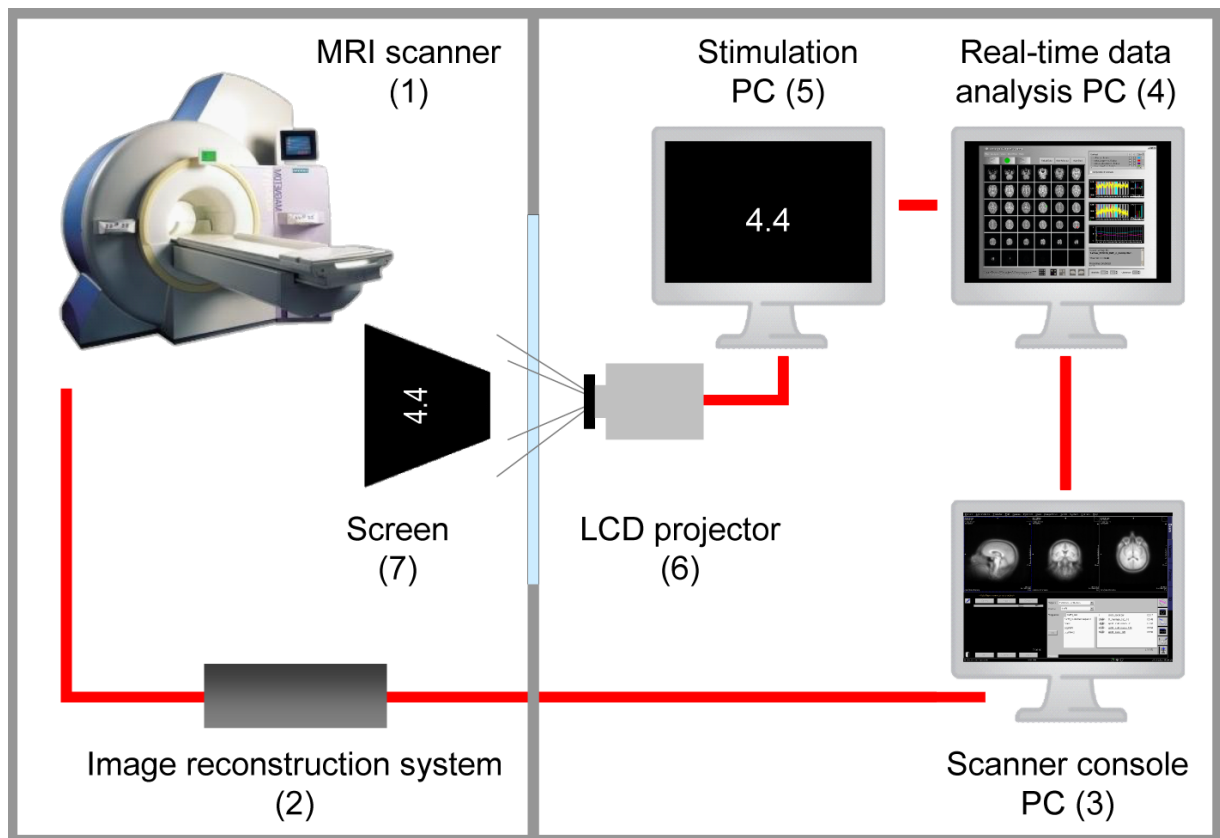 MRI scanner
(1)
Stimulation
PC (5)
Real-time data
analysis PC (4)
4.4
4.4
Screen
(7)
LCD projector
(6)
Image reconstruction system
(2)
Scanner console
PC (3)